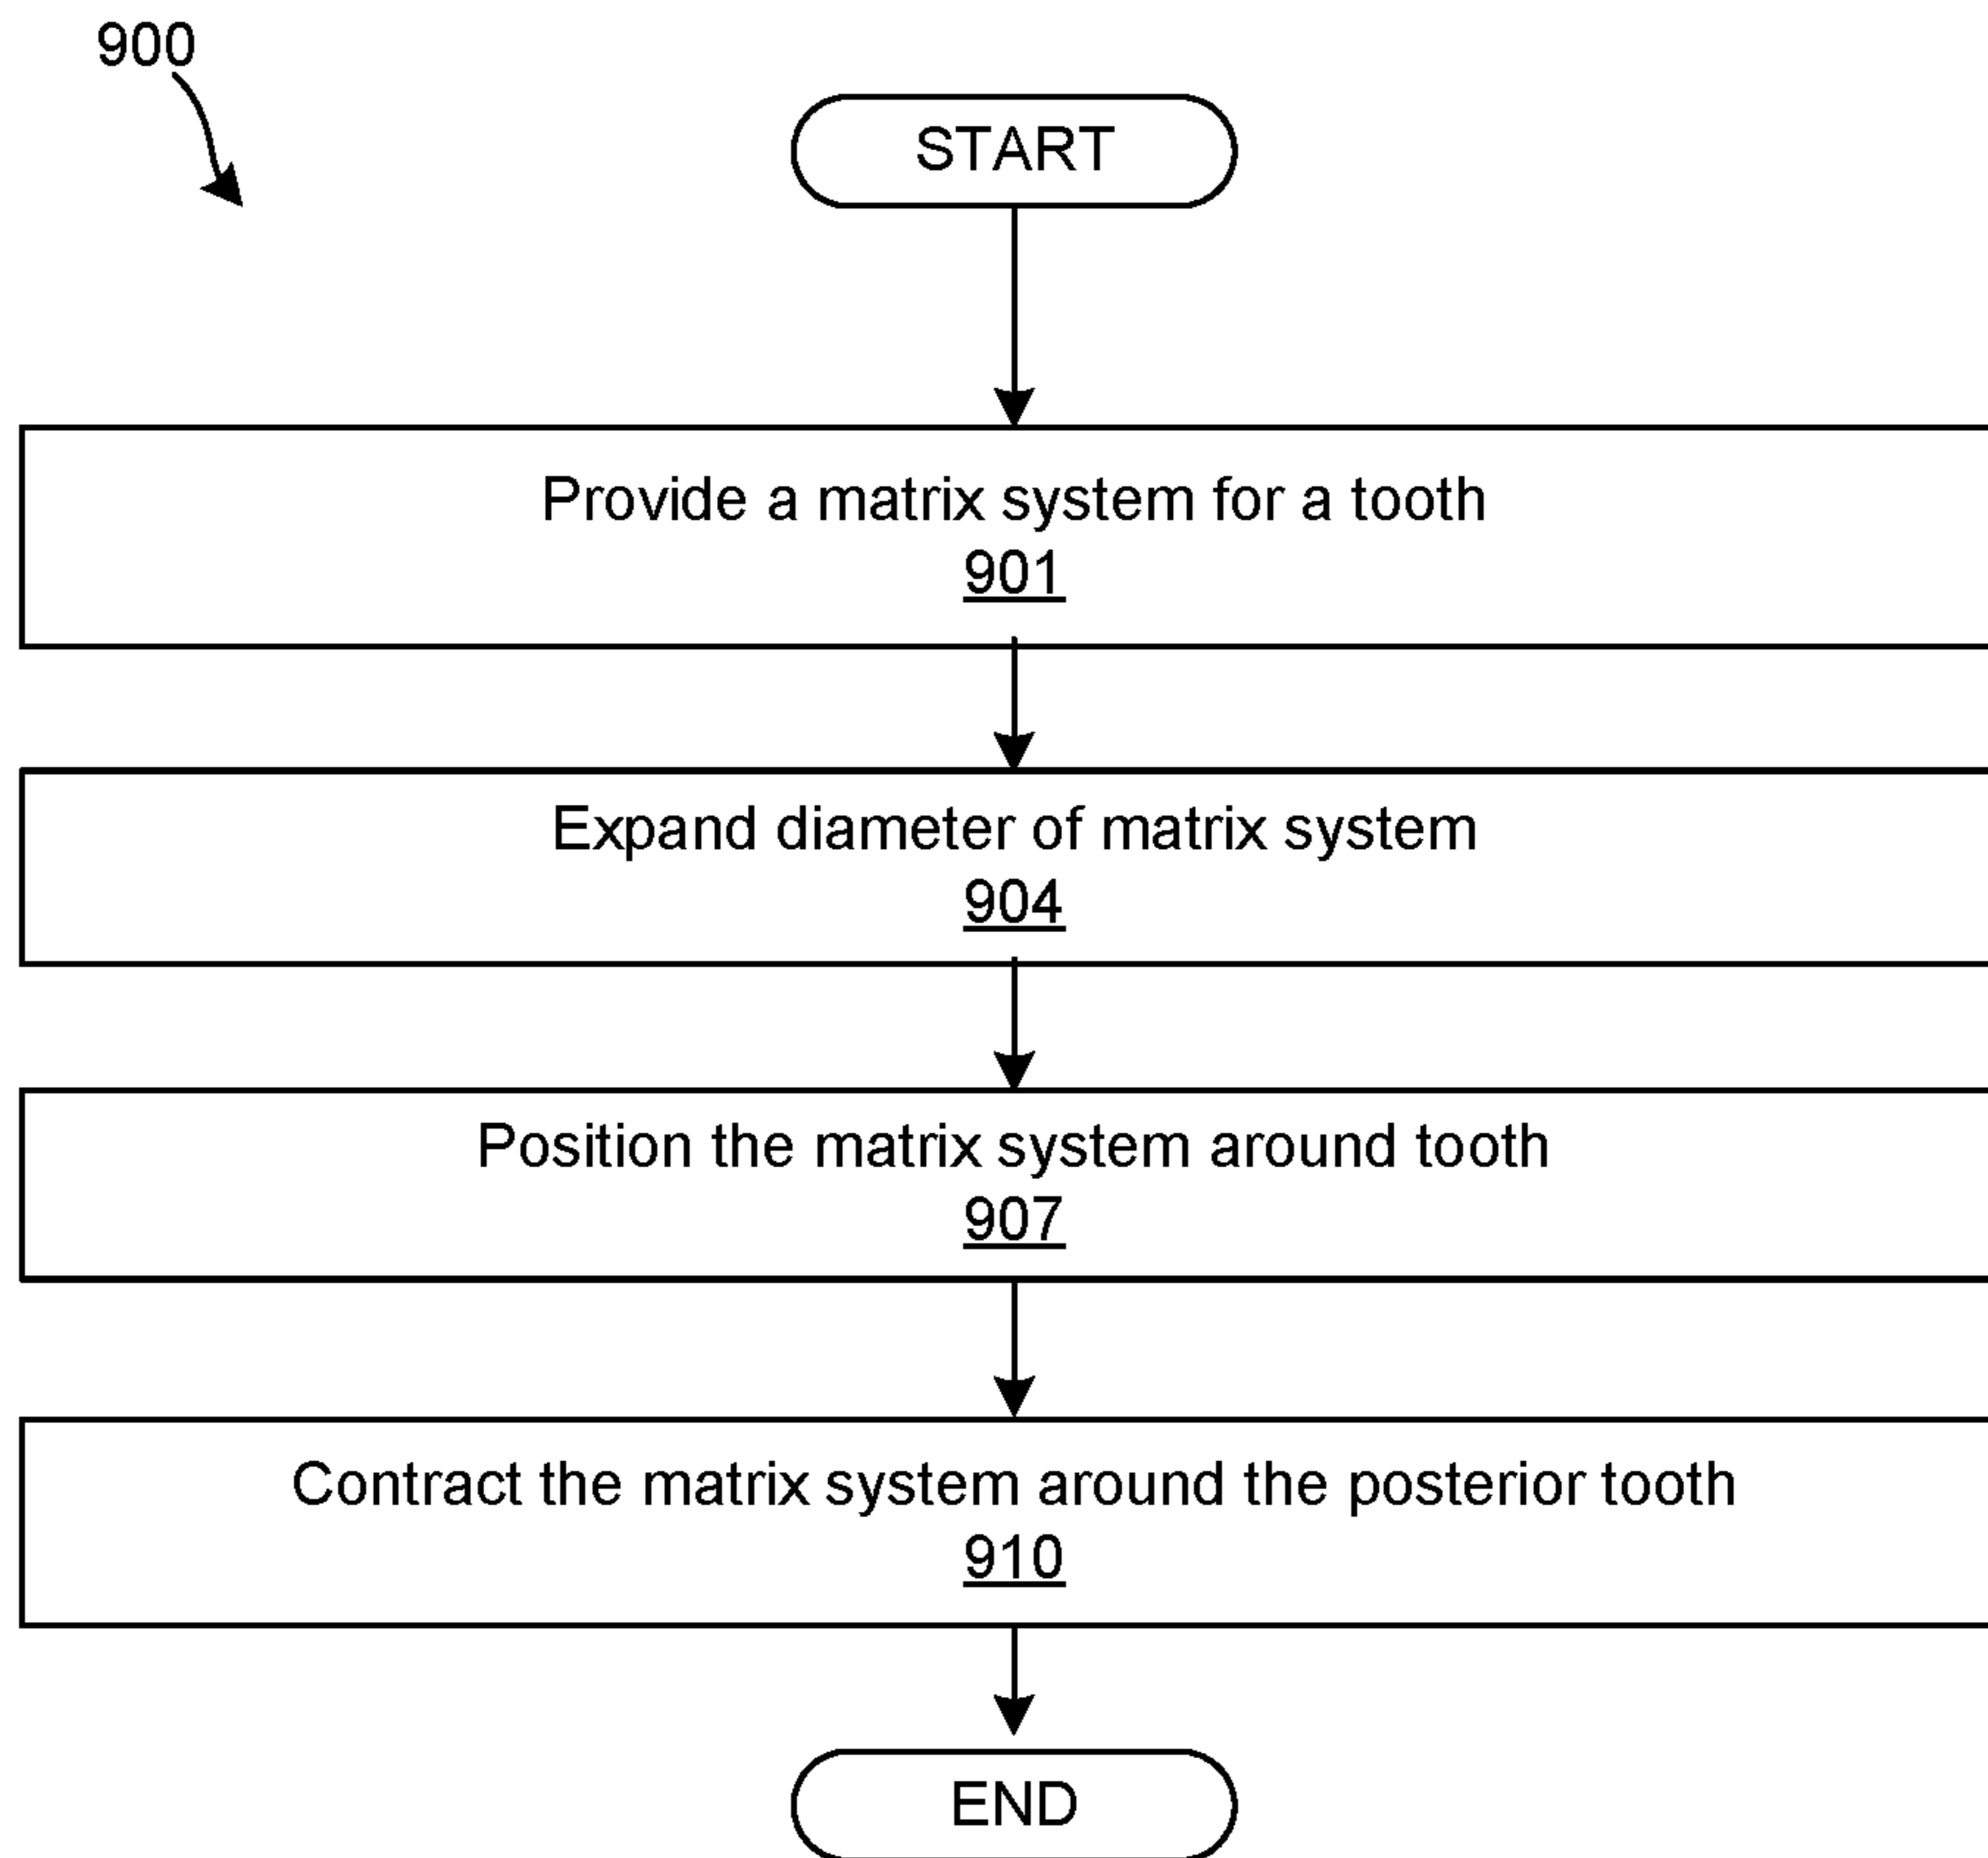 900
START
Provide a matrix system for a tooth
901
Expand diameter of matrix system
904
Position the matrix system around tooth
907
Contract the matrix system around the posterior tooth
910
END